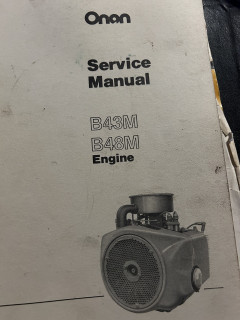 Onan
Service
Manual
B43M
B48M
Engine